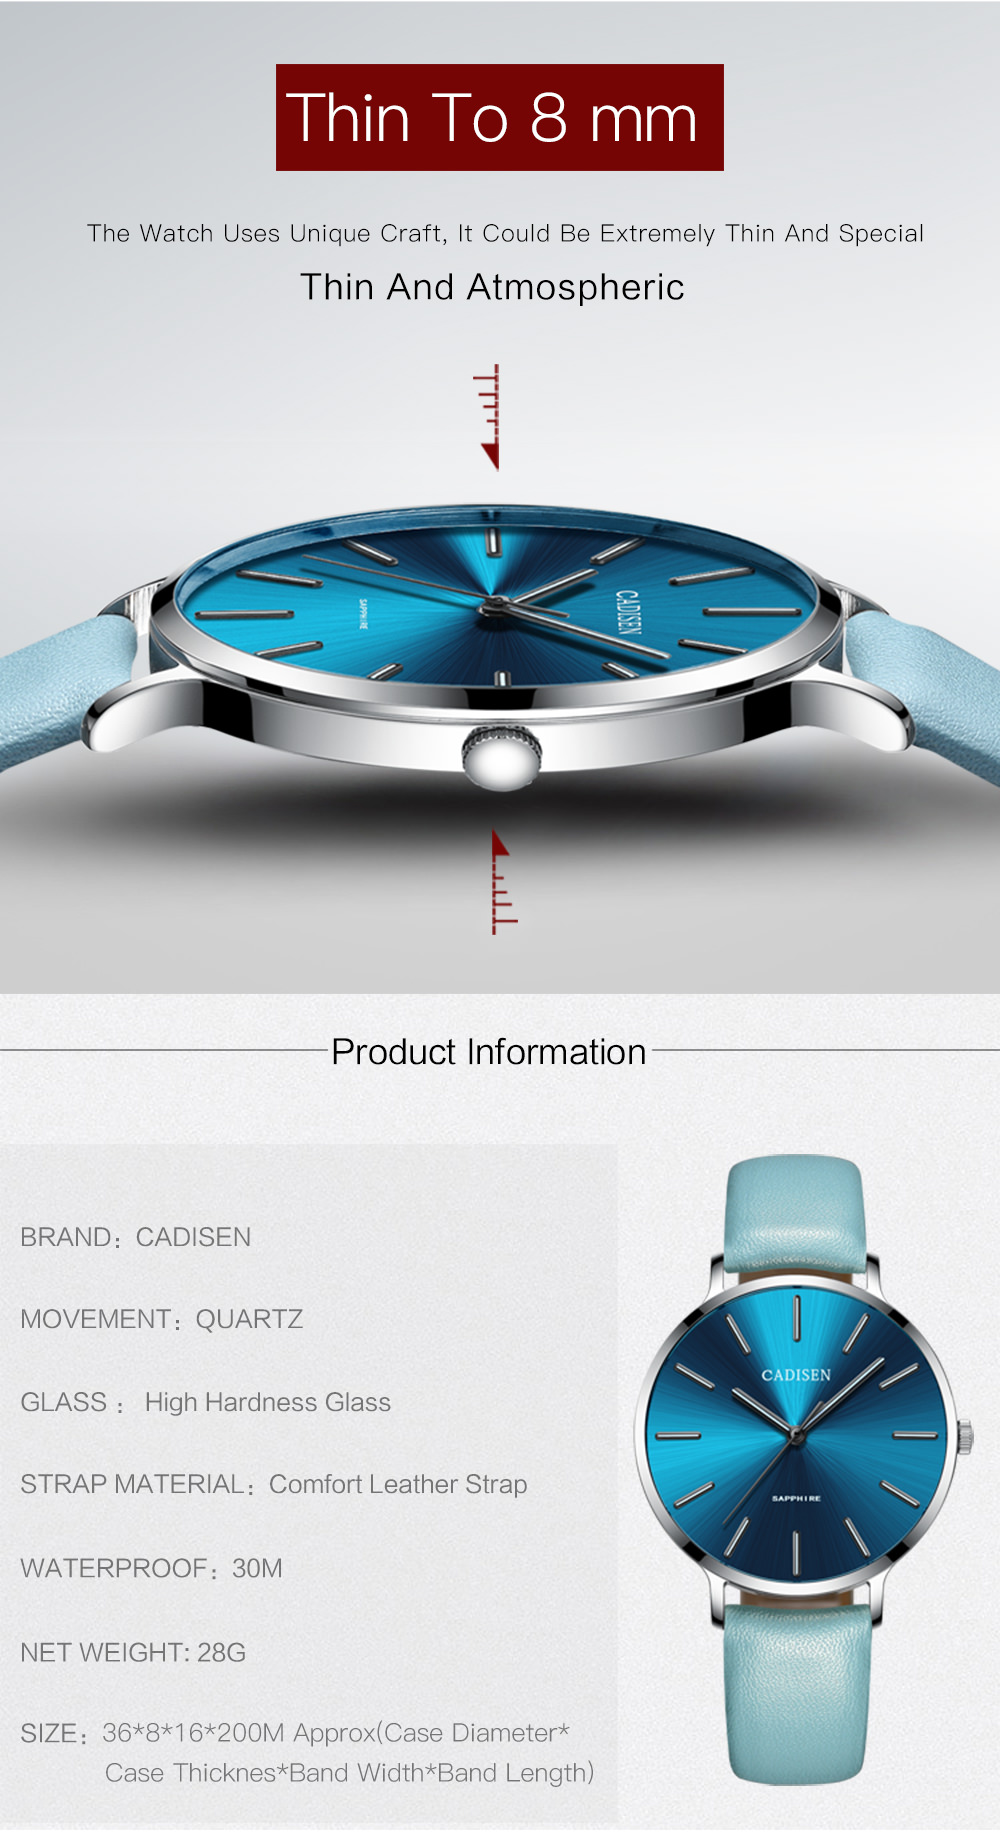 Thin To 8 mm
The Watch Uses Unique Craft, It Could Be Extremely Thin And Special
Thin And Atmospheric
CADISEN
SAPPHIRE
Product Information
BRAND: CADISEN
MOVEMENT: QUARTZ
GLASS : High Hardness Glass
STRAP MATERIAL: Comfort Leather Strap
WATERPROOF: 30M
NET WEIGHT: 28G
SIZE: 36*8*16*200M Approx(Case Diameter*
Case Thicknes*Band Width*Band Length)
CADISEN
SAPPHIRE